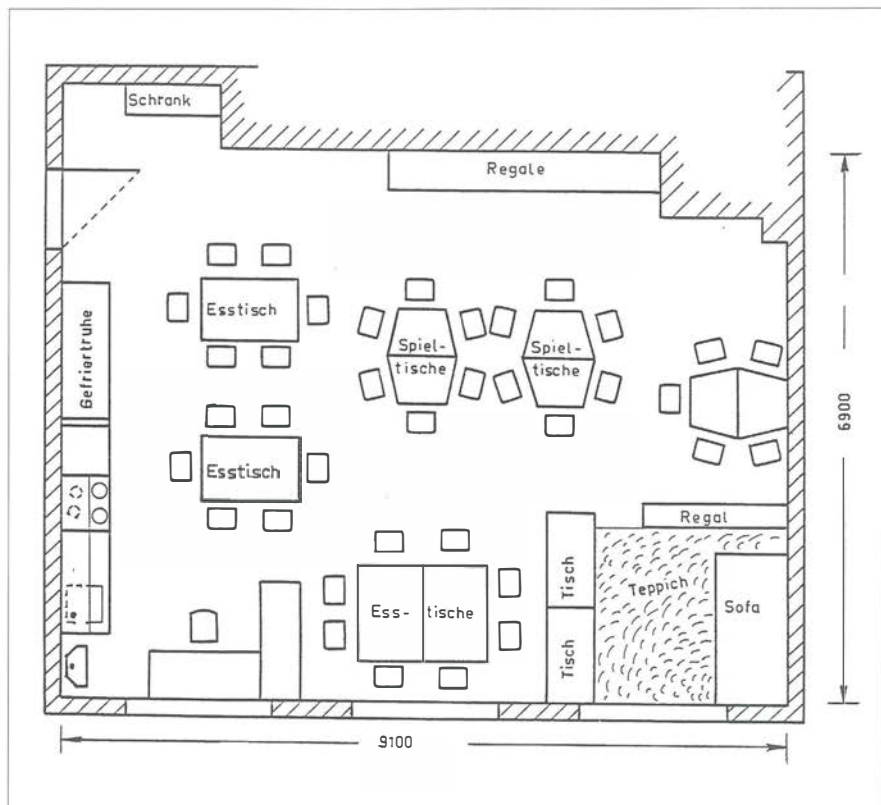 Schrank
Regale
Esstisch
Gefriertruhe
Spiel-
tische
Spiel-
tische
6900
Esstisch
Regal
Tisch
Teppich
Ess- tische
Sofa
Tisch
9100